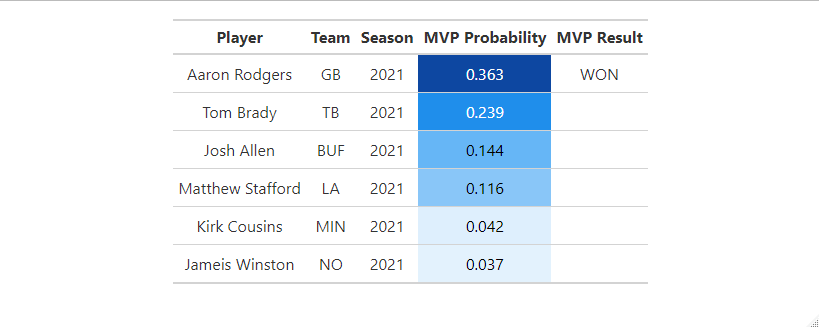 Player Team Season MVP Probability MVP Result
Aaron Rodgers GB 2021 0.363 WON
Tom Brady TB 2021 0.239
Josh Allen BUF 2021 0.144
Matthew Stafford LA 2021 0.116
Kirk Cousins MIN 2021 0.042
Jameis Winston NO 2021 0.037